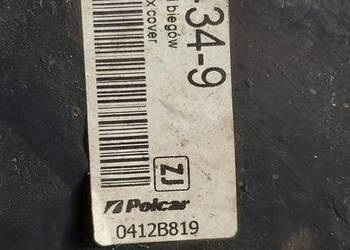 -34-9
biegów
x cover
ZJ
Polcar
0412B819